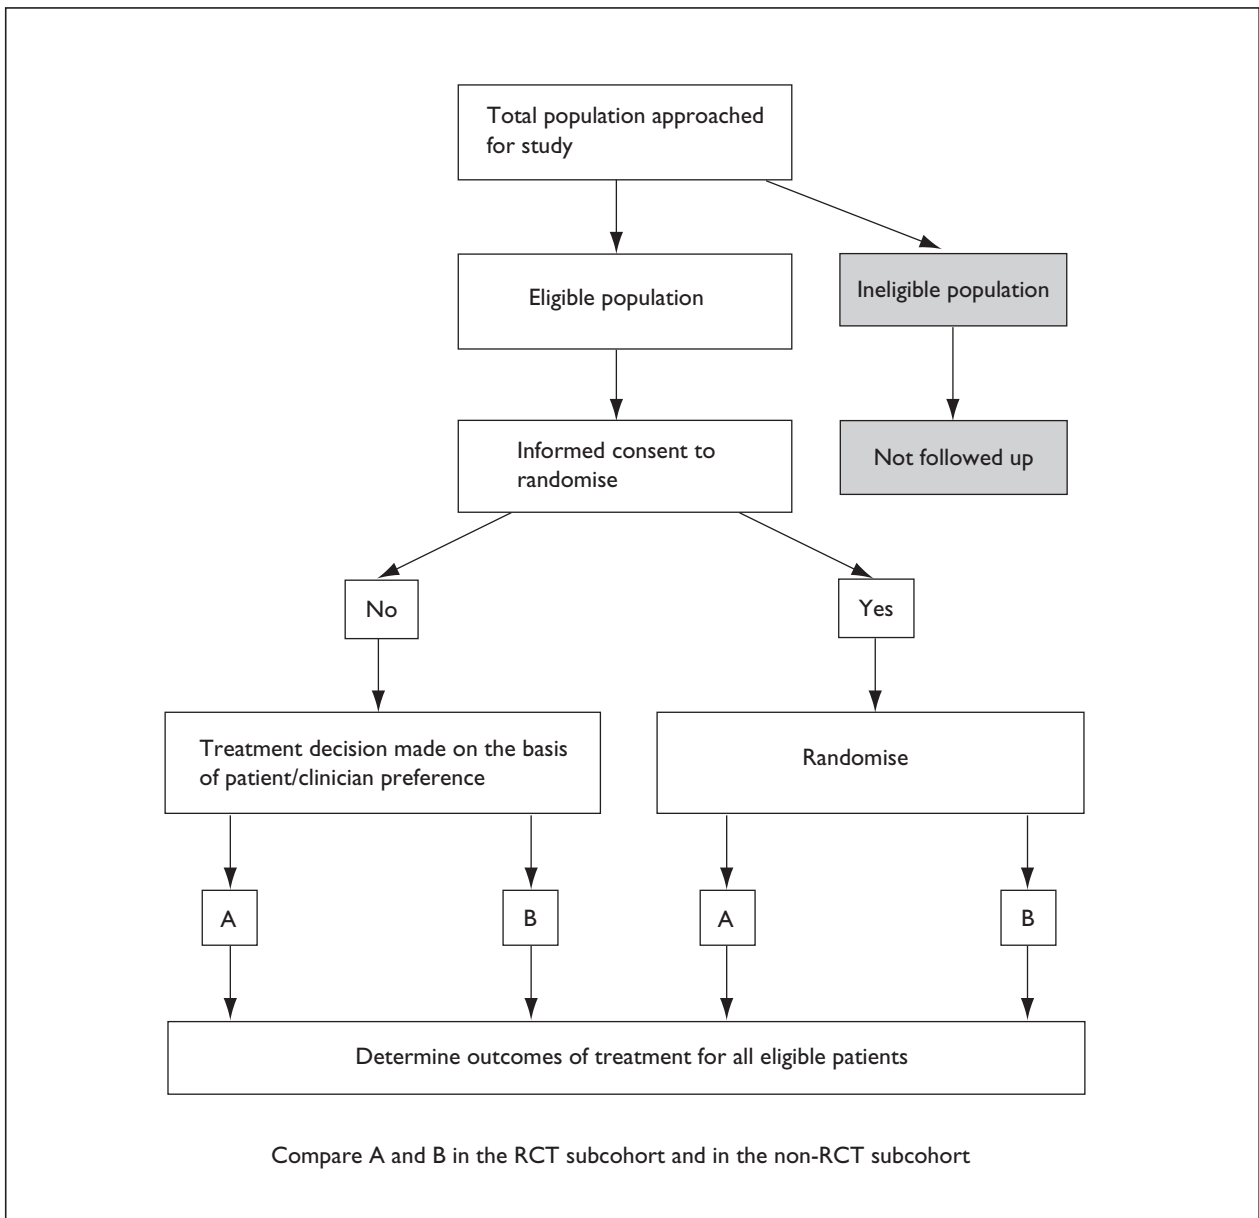 Total population approached
for study
Eligible population
Ineligible population
Informed consent to
randomise
Not followed up
No
Yes
Treatment decision made on the basis
of patient/clinician preference
Randomise
A
B
A
B
Determine outcomes of treatment for all eligible patients
Compare A and B in the RCT subcohort and in the non-RCT subcohort